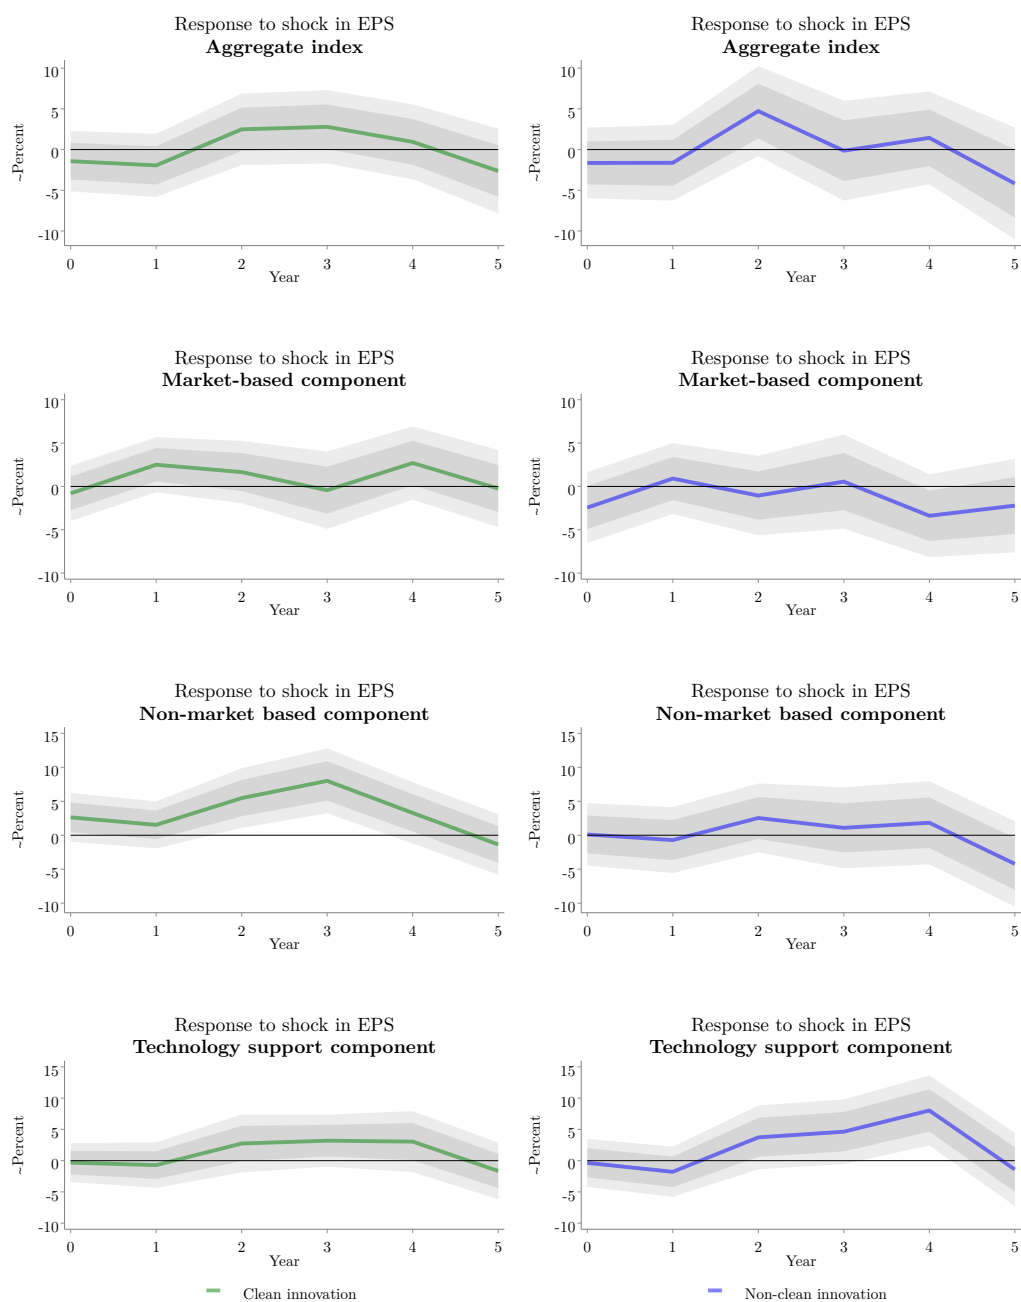 Response to shock in EPS
Aggregate index
~Percent
10
5
0
-5
-10
0 1 2 3 4 5
Year
Response to shock in EPS
Aggregate index
~Percent
10
5
0
-5
-10
0 1 2 3 4 5
Year
Response to shock in EPS
Market-based component
~Percent
10
5
0
-5
-10
0 1 2 3 4 5
Year
Response to shock in EPS
Market-based component
~Percent
10
5
0
-5
-10
0 1 2 3 4 5
Year
Response to shock in EPS
Non-market based component
~Percent
15
10
5
0
-5
-10
0 1 2 3 4 5
Year
Response to shock in EPS
Non-market based component
~Percent
15
10
5
0
-5
-10
0 1 2 3 4 5
Year
Response to shock in EPS
Technology support component
~Percent
15
10
5
0
-5
-10
0 1 2 3 4 5
Year
Response to shock in EPS
Technology support component
~Percent
15
10
5
0
-5
-10
0 1 2 3 4 5
Year
Clean innovation
Non-clean innovation